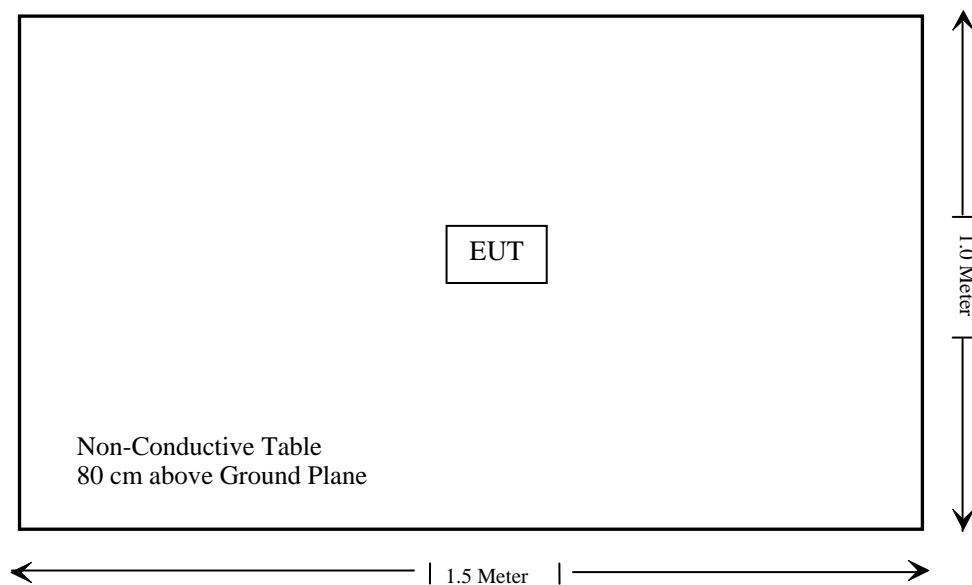 EUT
1.0 Meter
Non-Conductive Table
80 cm above Ground Plane
1.5 Meter